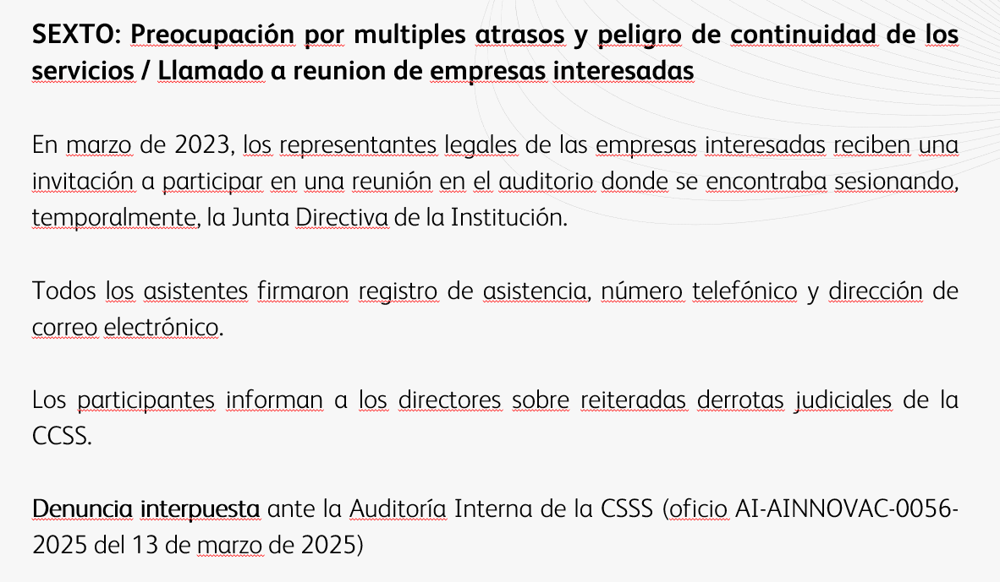 SEXTO: Preocupación por multiples atrasos y peligro de continuidad de los
servicios / Llamado a reunion de empresas interesadas
En marzo de 2023, los representantes legales de las empresas interesadas reciben una
invitación a participar en una reunión en el auditorio donde se encontraba sesionando,
temporalmente, la Junta Directiva de la Institución.
Todos los asistentes firmaron registro de asistencia, número telefónico y dirección de
correo electrónico.
Los participantes informan a los directores sobre reiteradas derrotas judiciales de la
CCSS.
Denuncia interpuesta ante la Auditoría Interna de la CSSS (oficio AI-AINNOVAC-0056-
2025 del 13 de marzo de 2025)